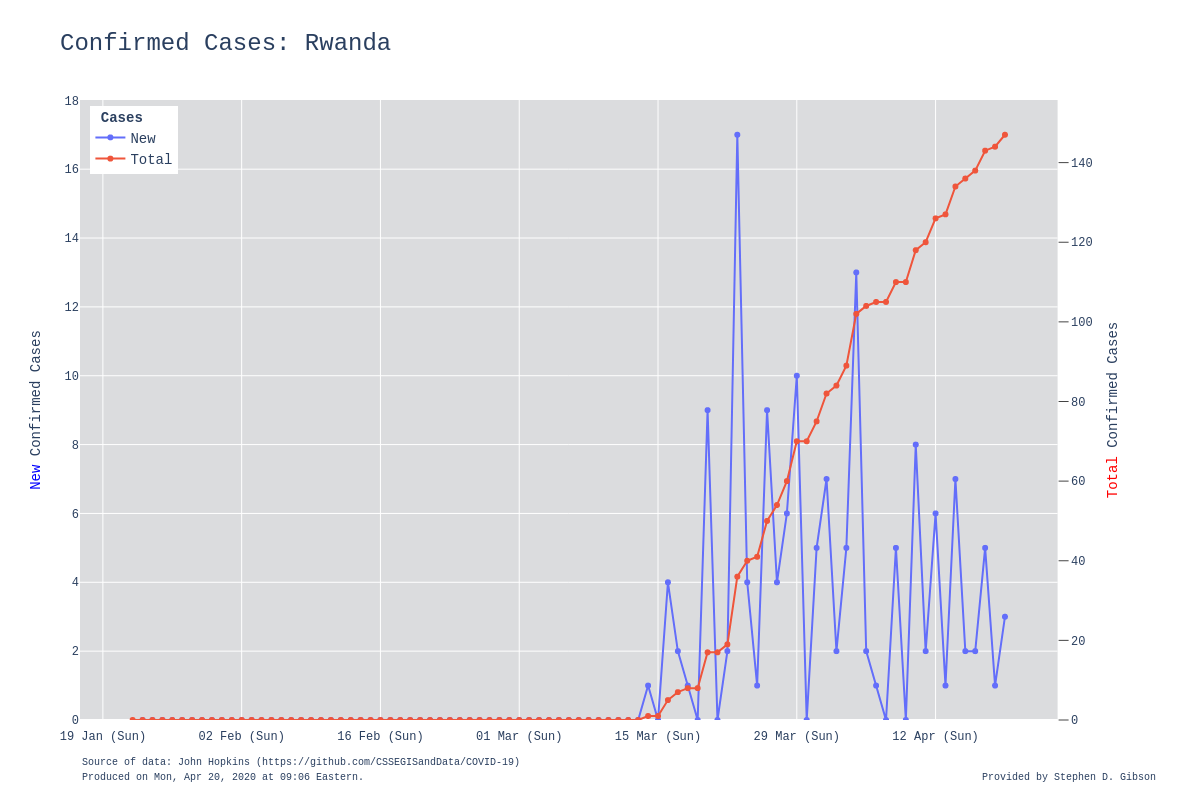 Confirmed Cases: Rwanda
Cases
New
Total
18
16
14
12
10
8
6
4
2
0
140
120
100
80
60
40
20
0
New Confirmed Cases
Total Confirmed Cases
19 Jan (Sun)
02 Feb (Sun)
16 Feb (Sun)
01 Mar (Sun)
15 Mar (Sun)
29 Mar (Sun)
12 Apr (Sun)
Source of data: John Hopkins (https://github.com/CSSEGISandData/COVID-19)
Produced on Mon, Apr 20, 2020 at 09:06 Eastern.
Provided by Stephen D. Gibson